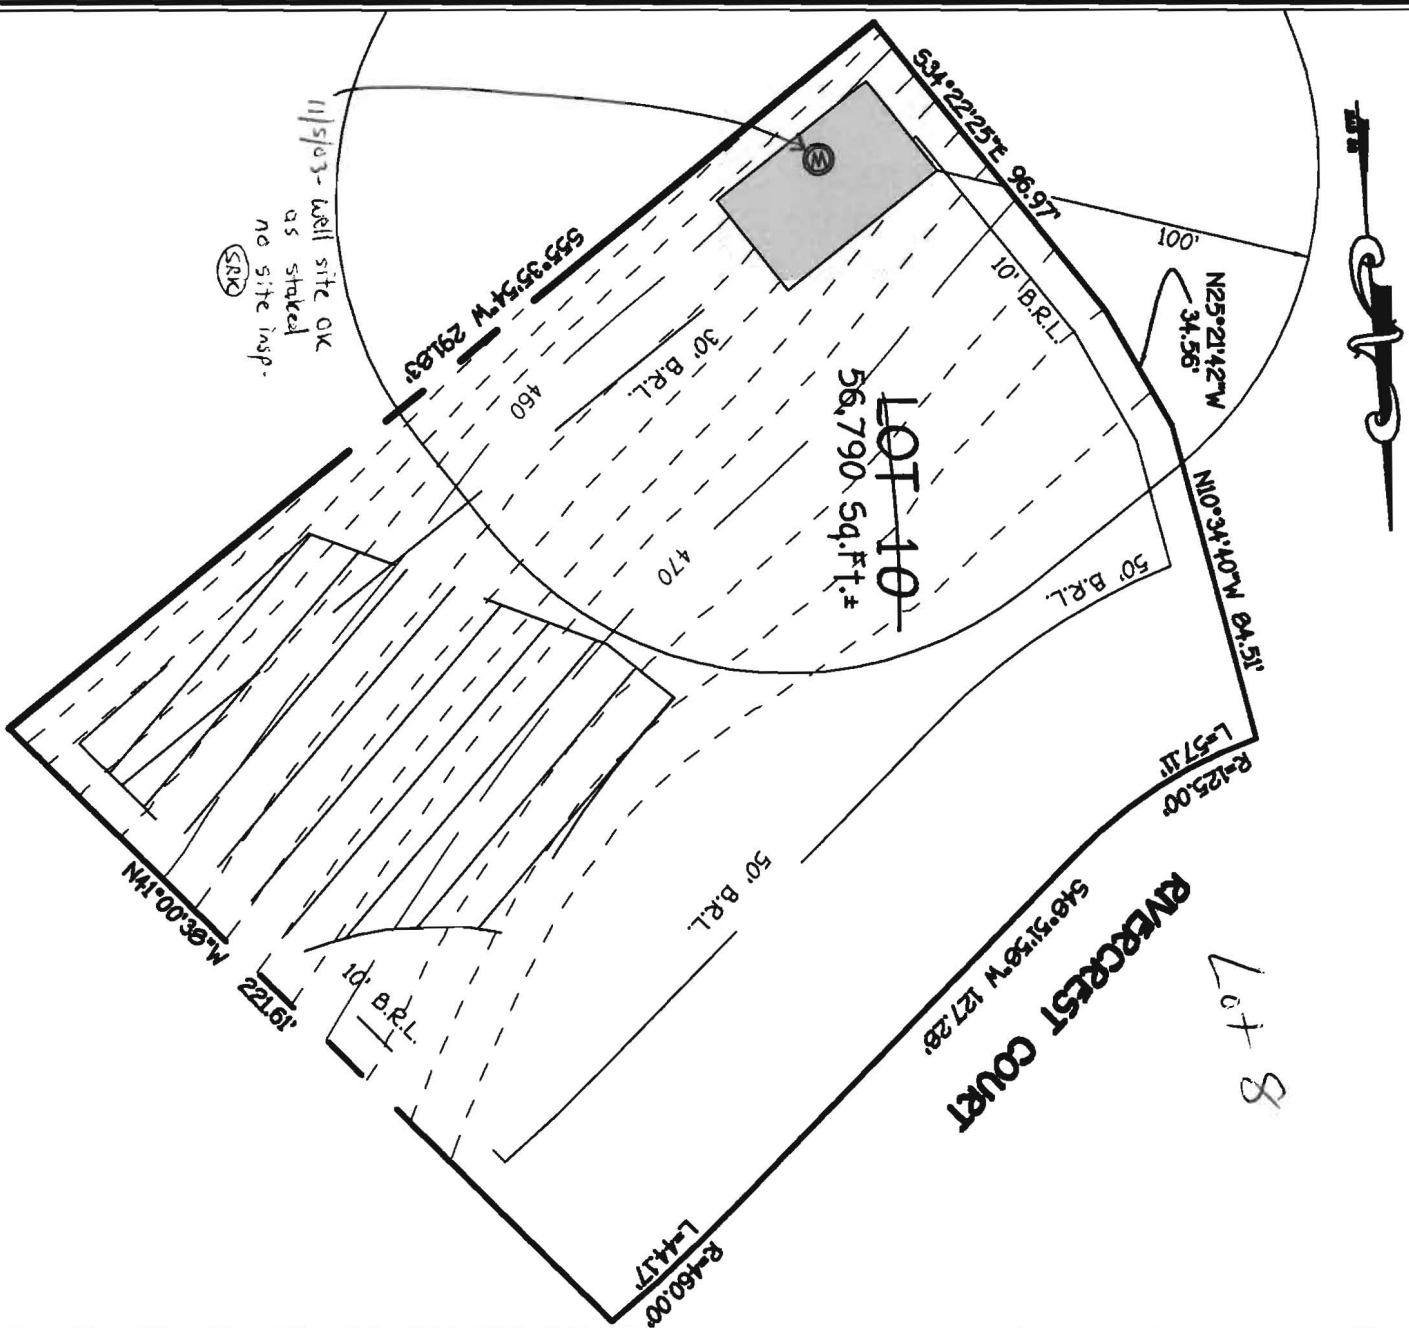 S34°22'25"E 96.97'
100'
N25°21'42"W
34.56'
10' B.R.L.
W
11/5/03 - well site OK
as staked
no site insp.
SRK
S55°35'54"W 291.83'
30' B.R.L.
460
LOT 10
56,790 Sq.Ft.±
470
N10°34'40"W 84.51'
50' B.R.L.
R=125.00'
L=57.11'
50' B.R.L.
S48°51'58"W 127.28'
RIVERCREST COURT
Lot 8
N41°00'38"W 221.61'
10' B.R.L.
R=460.00'
L=44.17'